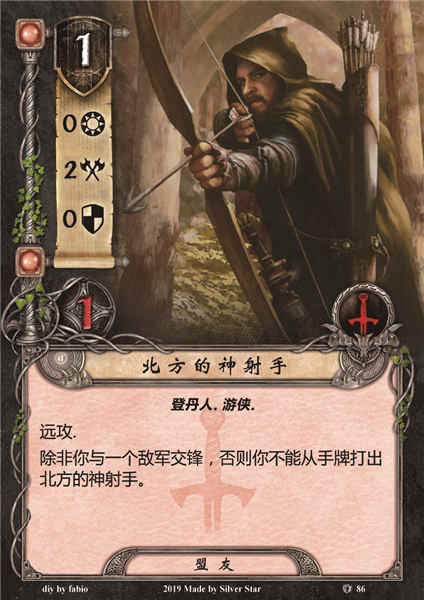 1
0
2
0
1
北方的神射手
登丹人. 游侠.
远攻.
除非你与一个敌军交锋，否则你不能从手牌打出
北方的神射手。
盟友
diy by fabio 2019 Made by Silver Star 86